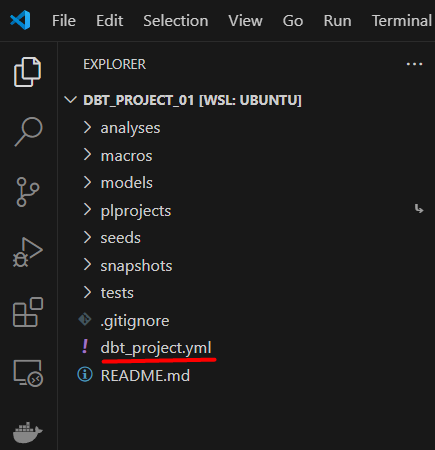 File Edit Selection View Go Run Terminal
EXPLORER
DBT_PROJECT_01 [WSL: UBUNTU]
analyses
macros
models
plprojects
seeds
snapshots
tests
.gitignore
dbt_project.yml
README.md